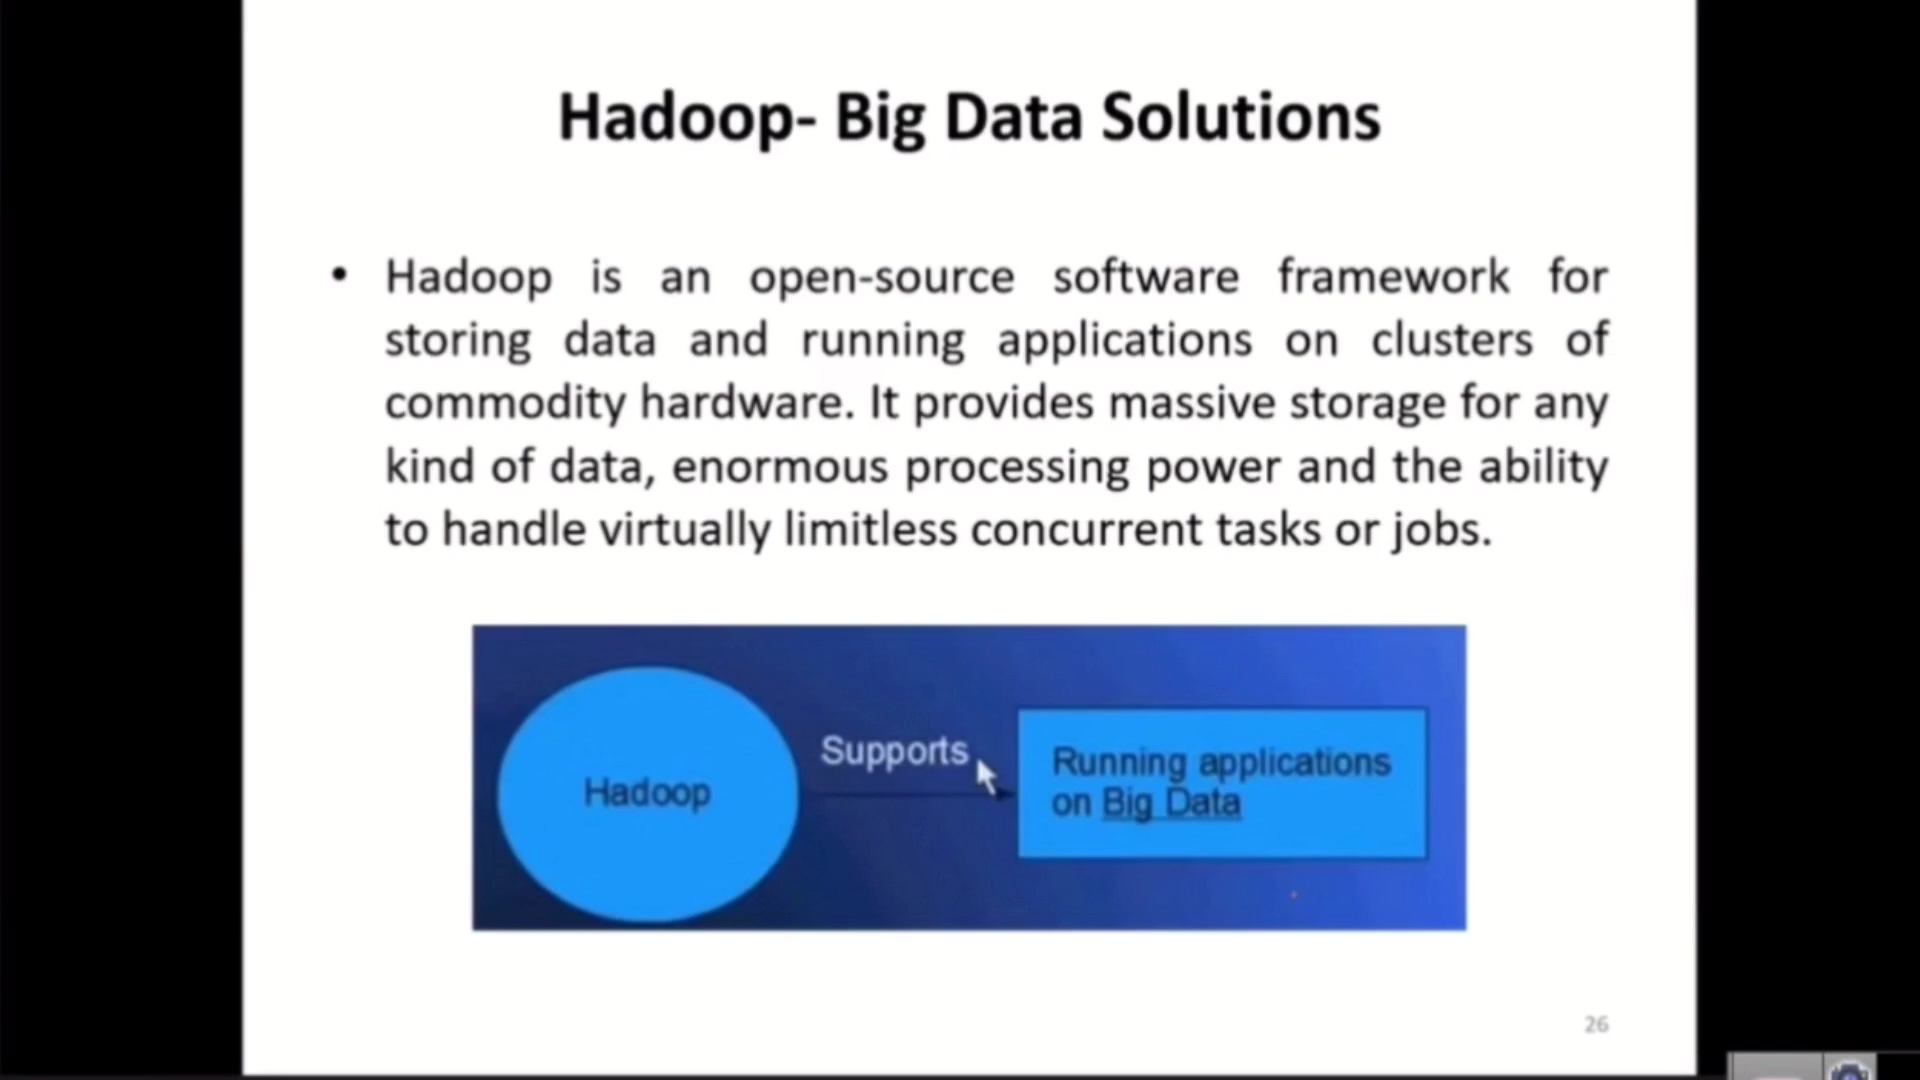 Hadoop- Big Data Solutions
• Hadoop is an open-source software framework for
storing data and running applications on clusters of
commodity hardware. It provides massive storage for any
kind of data, enormous processing power and the ability
to handle virtually limitless concurrent tasks or jobs.
Hadoop
Supports
Running applications
on Big Data
26